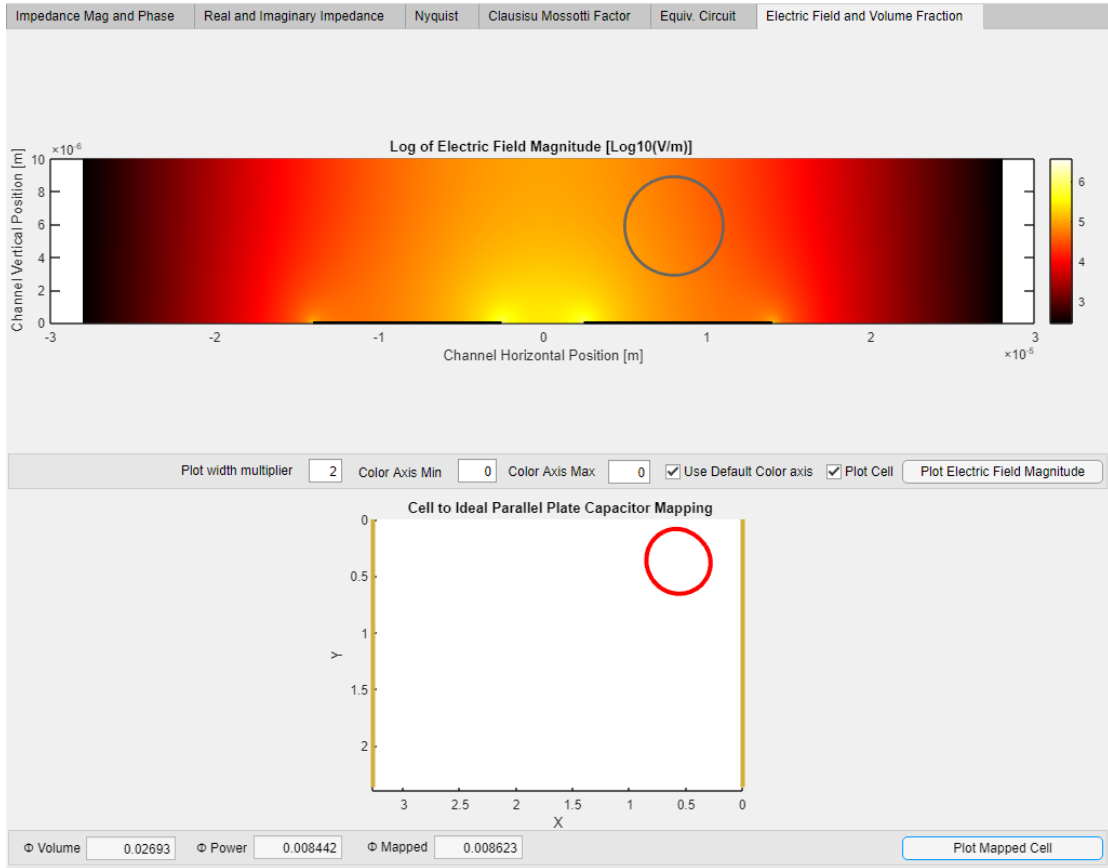 Impedance Mag and Phase Real and Imaginary Impedance Nyquist Clausisu Mossotti Factor Equiv. Circuit Electric Field and Volume Fraction
Log of Electric Field Magnitude [Log10(V/m)]
×10⁻⁶
10
8
6
4
2
0
Channel Vertical Position [m]
-3 -2 -1 0 1 2 3
×10⁻⁵
Channel Horizontal Position [m]
6
5
4
3
Plot width multiplier 2 Color Axis Min 0 Color Axis Max 0 Use Default Color axis Plot Cell Plot Electric Field Magnitude
Cell to Ideal Parallel Plate Capacitor Mapping
0
0.5
1
1.5
2
Y
3 2.5 2 1.5 1 0.5 0
X
Φ Volume 0.02693 Φ Power 0.008442 Φ Mapped 0.008623 Plot Mapped Cell